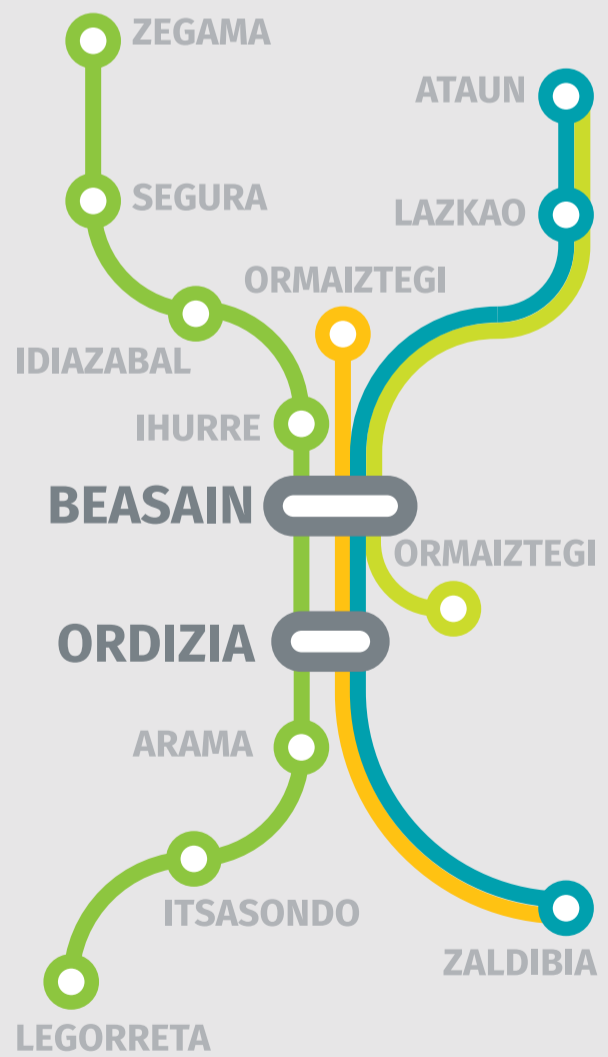 ZEGAMA
ATAUN
SEGURA
LAZKAO
ORMAIZTEGI
IDIAZABAL
IHURRE
BEASAIN
ORMAIZTEGI
ORDIZIA
ARAMA
ITSASONDO
ZALDIBIA
LEGORRETA